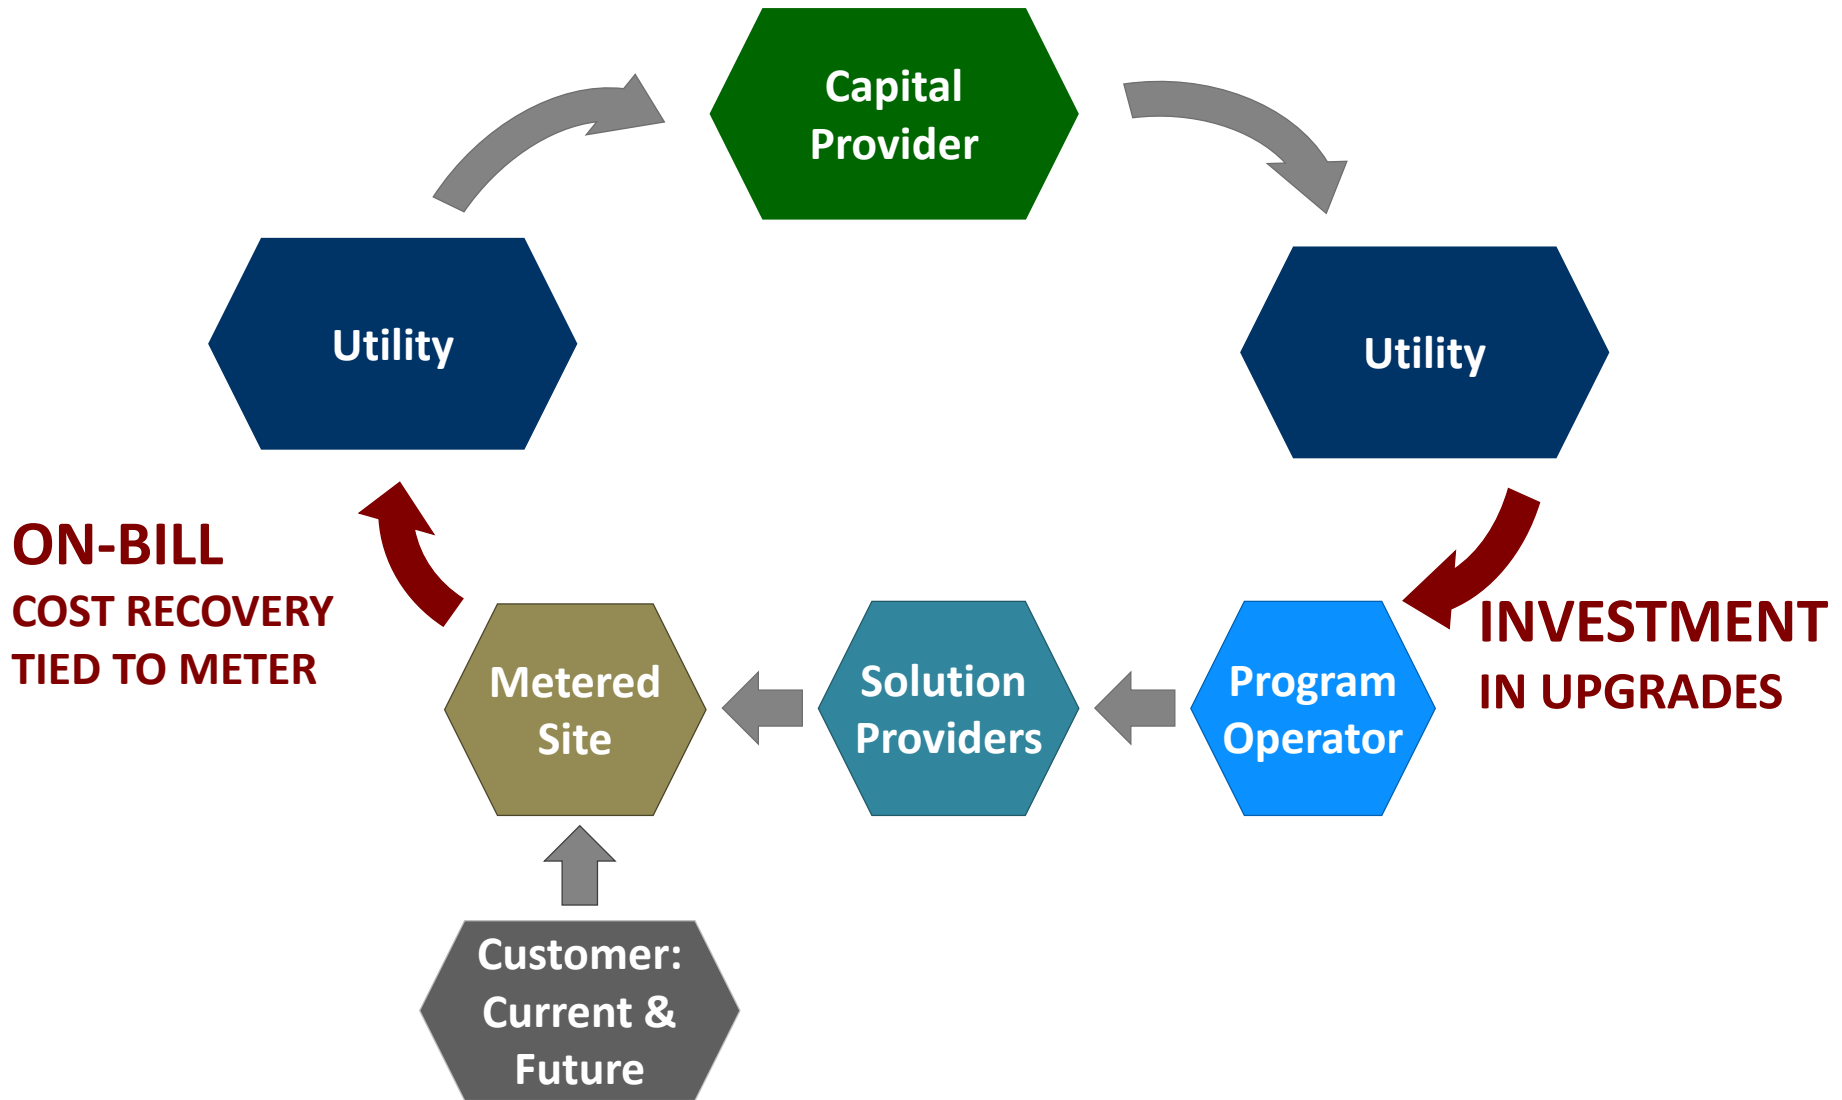 Capital
Provider
Utility
Utility
ON-BILL
COST RECOVERY
TIED TO METER
INVESTMENT
IN UPGRADES
Metered
Site
Solution
Providers
Program
Operator
Customer:
Current &
Future